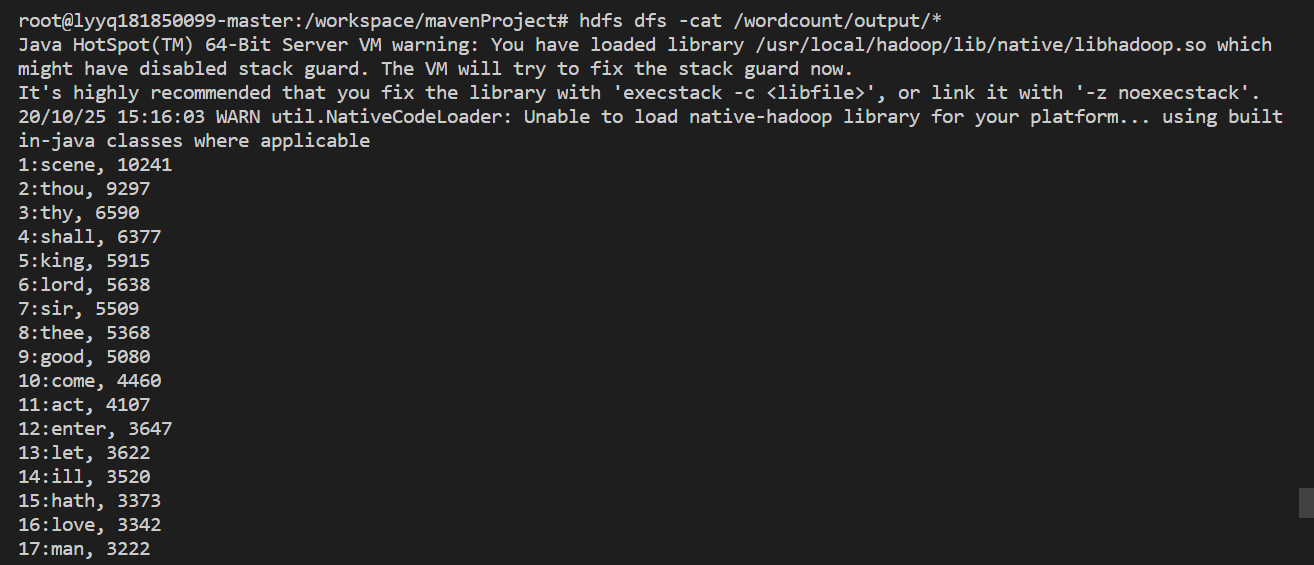 root@lyyq181850099-master:/workspace/mavenProject# hdfs dfs -cat /wordcount/output/*
Java HotSpot(TM) 64-Bit Server VM warning: You have loaded library /usr/local/hadoop/lib/native/libhadoop.so which
might have disabled stack guard. The VM will try to fix the stack guard now.
It's highly recommended that you fix the library with 'execstack -c <libfile>', or link it with '-z noexecstack'.
20/10/25 15:16:03 WARN util.NativeCodeLoader: Unable to load native-hadoop library for your platform... using built
in-java classes where applicable
1:scene, 10241
2:thou, 9297
3:thy, 6590
4:shall, 6377
5:king, 5915
6:lord, 5638
7:sir, 5509
8:thee, 5368
9:good, 5080
10:come, 4460
11:act, 4107
12:enter, 3647
13:let, 3622
14:ill, 3520
15:hath, 3373
16:love, 3342
17:man, 3222